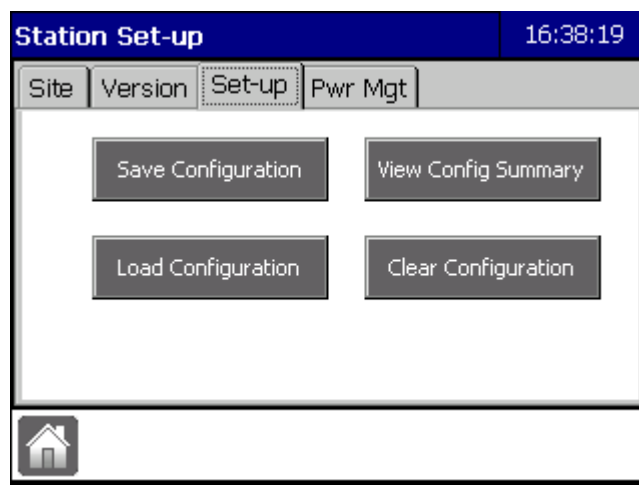 Station Set-up 16:38:19
Site Version Set-up Pwr Mgt
Save Configuration View Config Summary
Load Configuration Clear Configuration